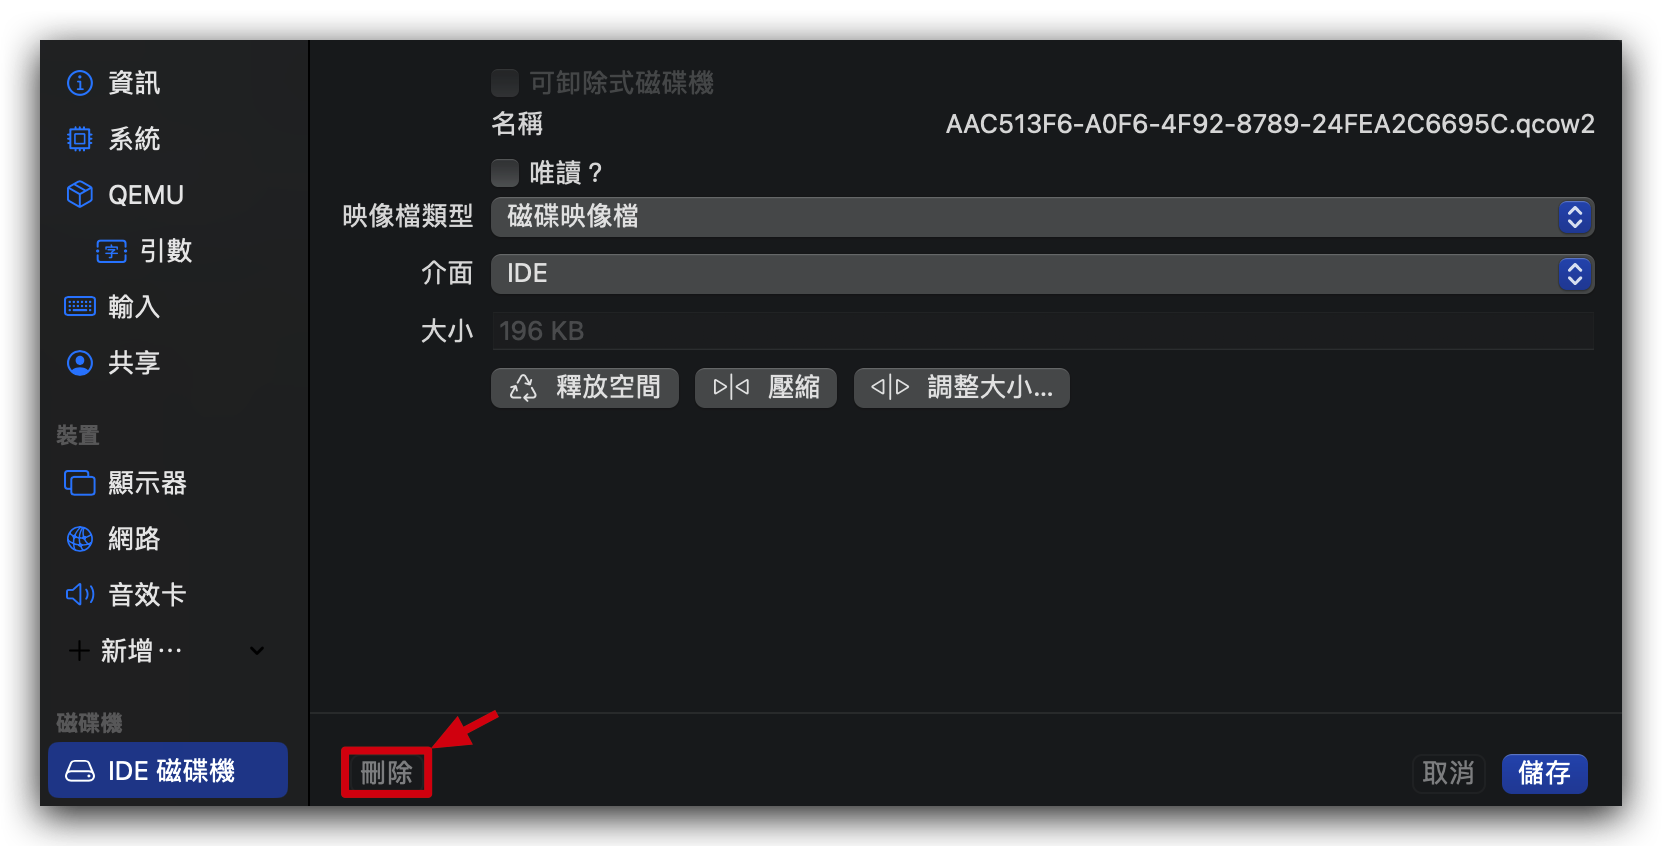 資訊
系統
QEMU
字
引數
輸入
共享
裝置
顯示器
網路
音效卡
新增…
磁碟機
IDE 磁碟機
可卸除式磁碟機
名稱 AAC513F6-A0F6-4F92-8789-24FEA2C6695C.qcow2
唯讀？
映像檔類型 磁碟映像檔
介面 IDE
大小 196 KB
釋放空間 壓縮 調整大小...
刪除 取消 儲存